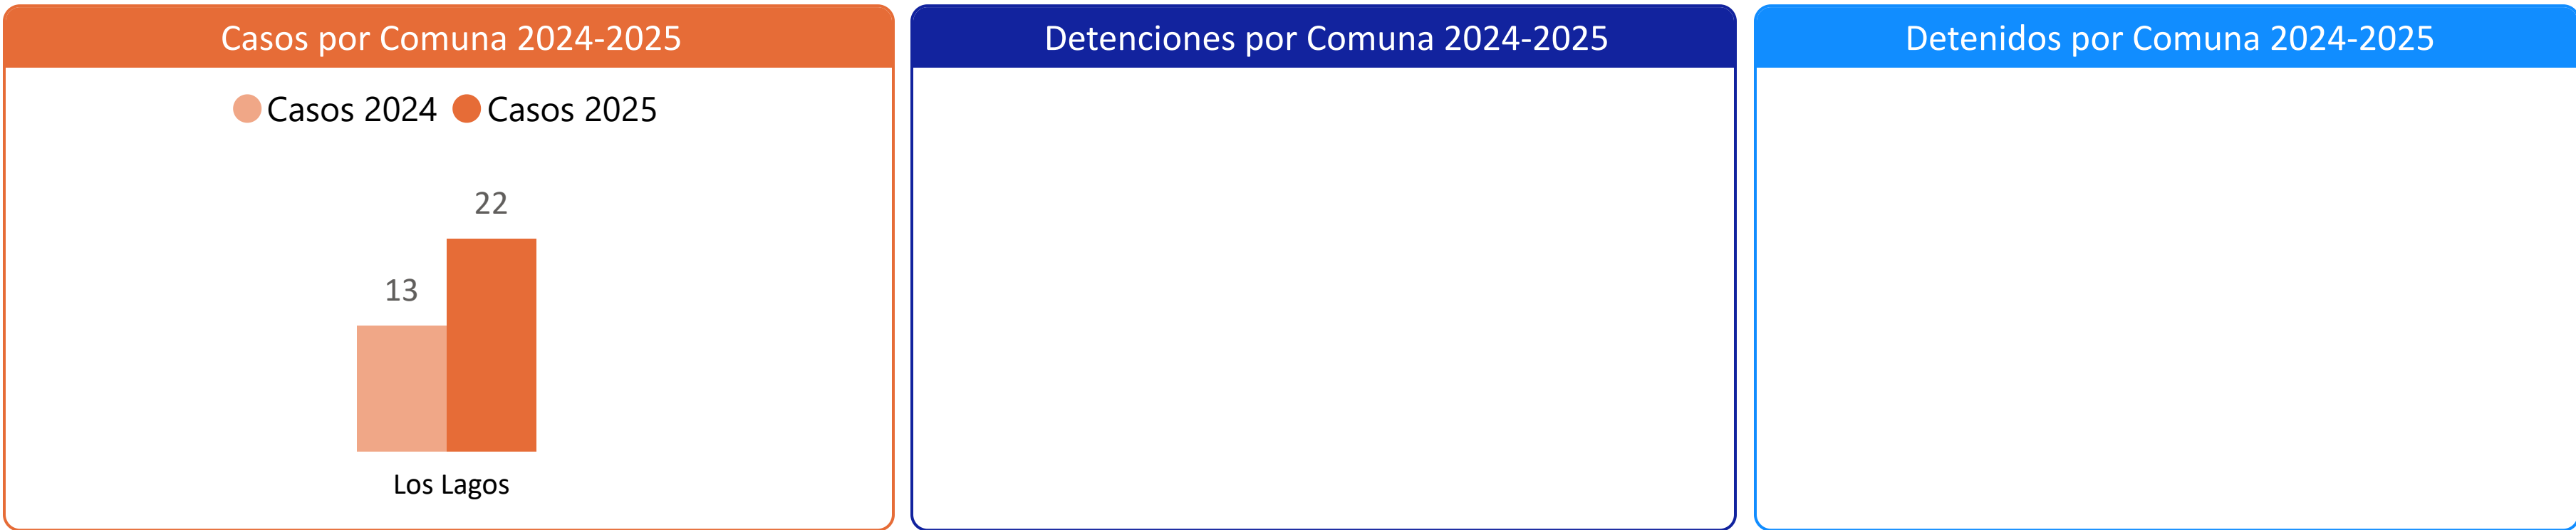 Casos por Comuna 2024-2025
Casos 2024 Casos 2025
22
13
Los Lagos
Detenciones por Comuna 2024-2025
Detenidos por Comuna 2024-2025